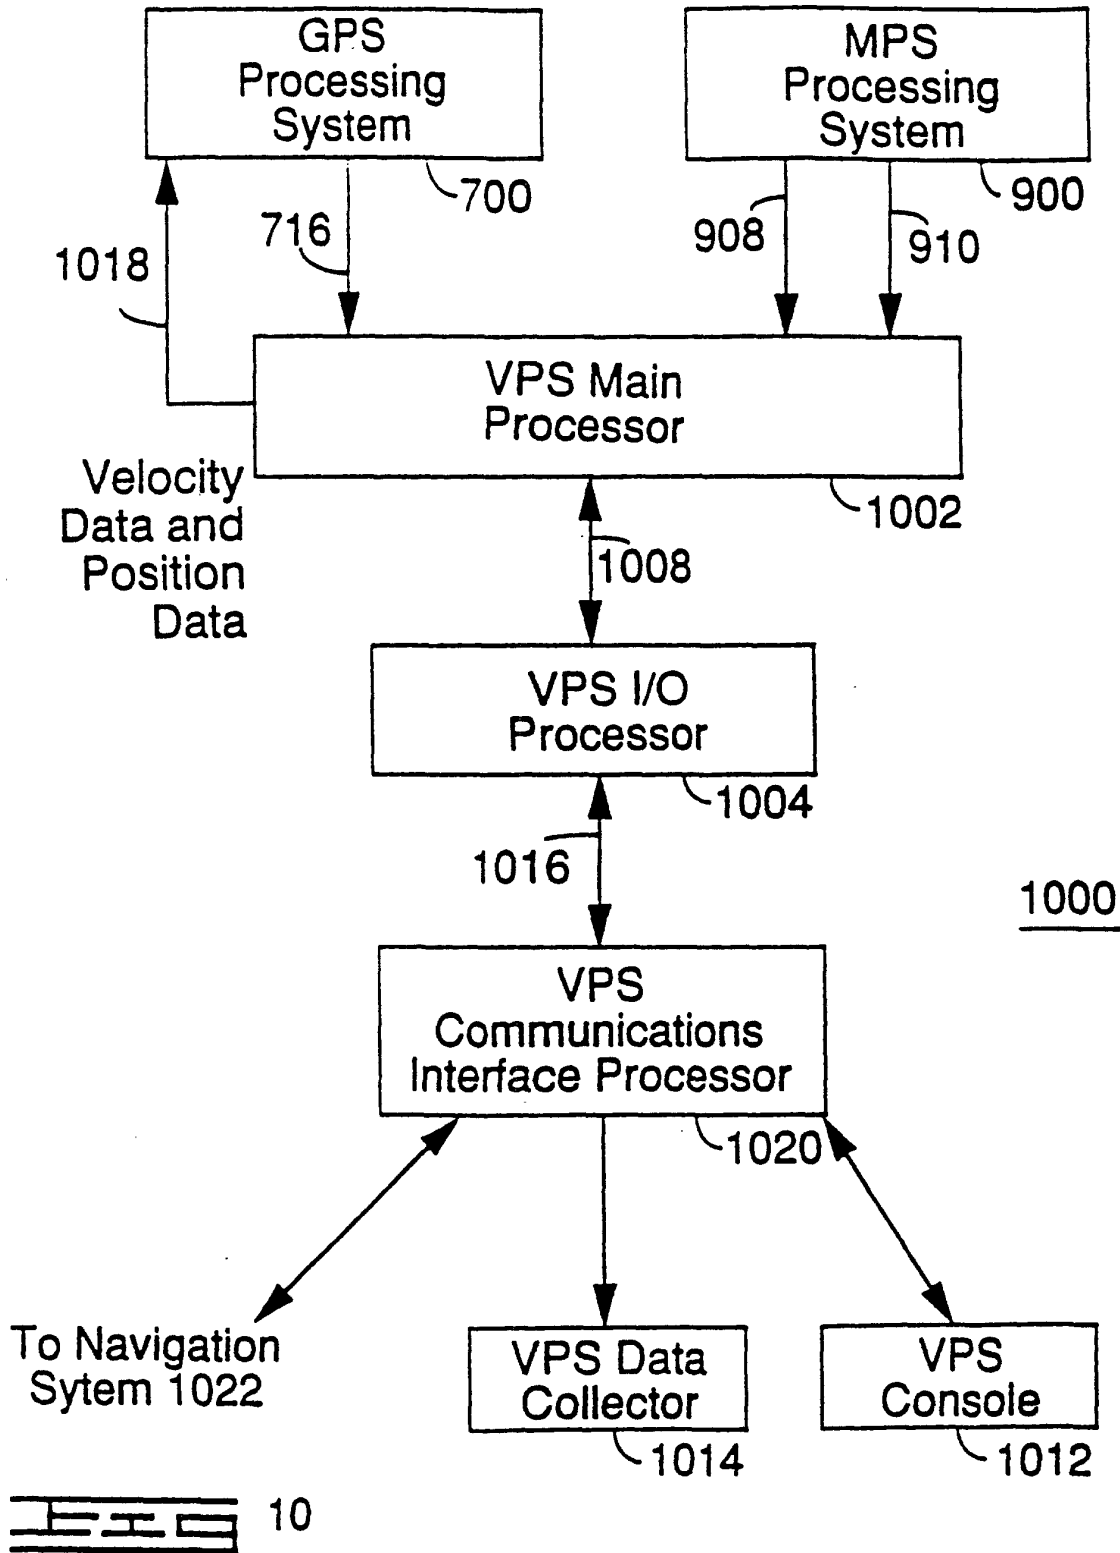 GPS
Processing
System
MPS
Processing
System
700
900
716
908
910
1018
VPS Main
Processor
Velocity
Data and
Position
Data
1002
1008
VPS I/O
Processor
1004
1016
1000
VPS
Communications
Interface Processor
1020
To Navigation
Sytem 1022
VPS Data
Collector
VPS
Console
1014
1012
FIG. 10